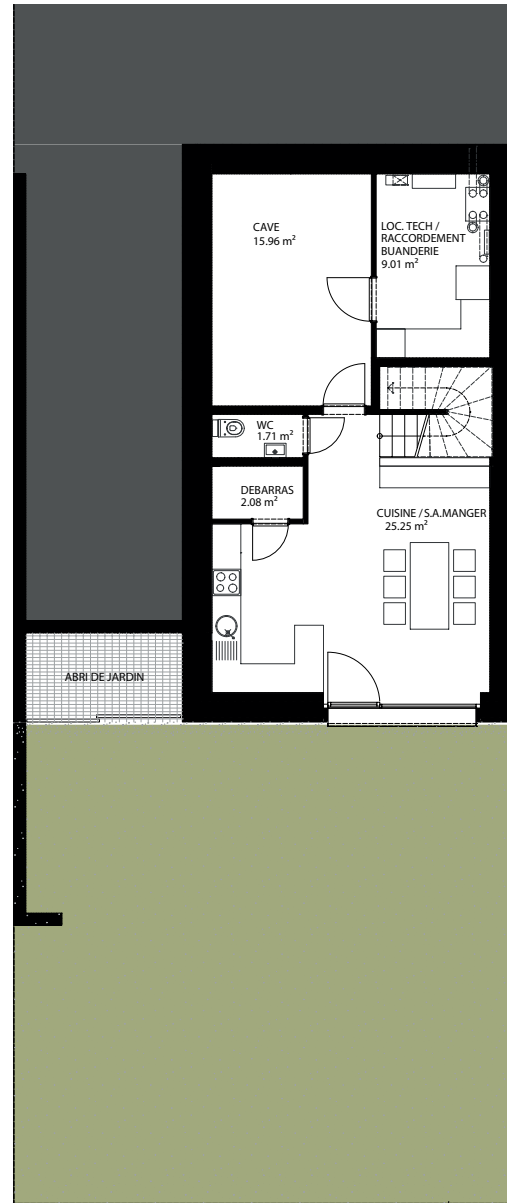 CAVE
15.96 m²
LOC. TECH /
RACCORDEMENT
BUANDERIE
9.01 m²
WC
1.71 m²
DEBARRAS
2.08 m²
CUISINE / S.A.MANGER
25.25 m²
ABRI DE JARDIN